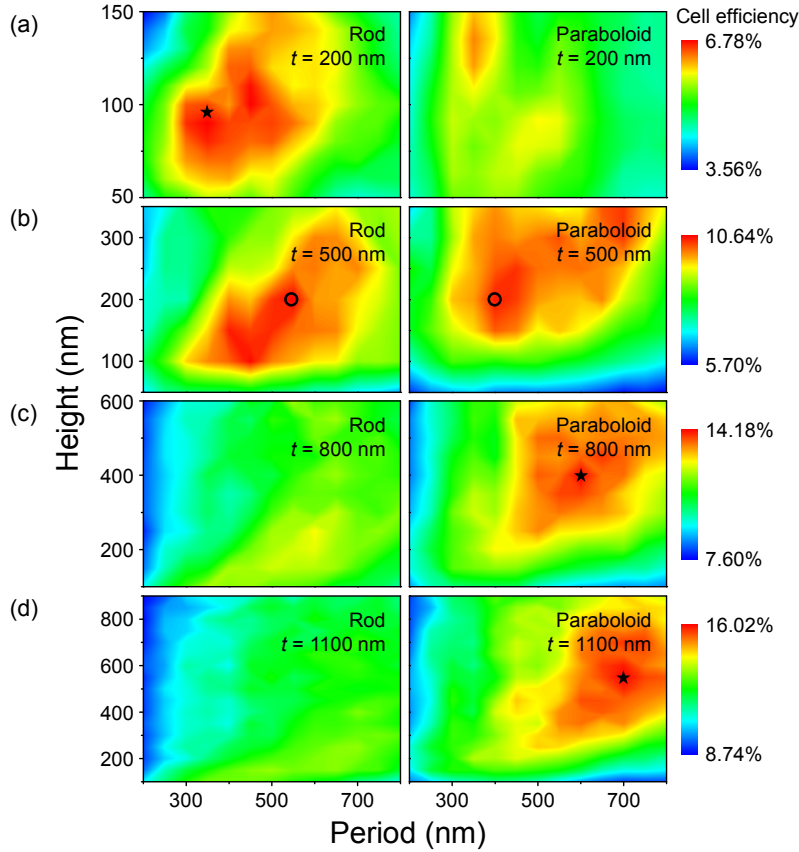 Cell efficiency
(a)
150
100
50
Rod
t = 200 nm
Paraboloid
t = 200 nm
6.78%
3.56%
(b)
300
200
100
Rod
t = 500 nm
Paraboloid
t = 500 nm
10.64%
5.70%
Height (nm)
(c)
600
400
200
Rod
t = 800 nm
Paraboloid
t = 800 nm
14.18%
7.60%
(d)
800
600
400
200
Rod
t = 1100 nm
Paraboloid
t = 1100 nm
16.02%
8.74%
300 500 700 300 500 700
Period (nm)